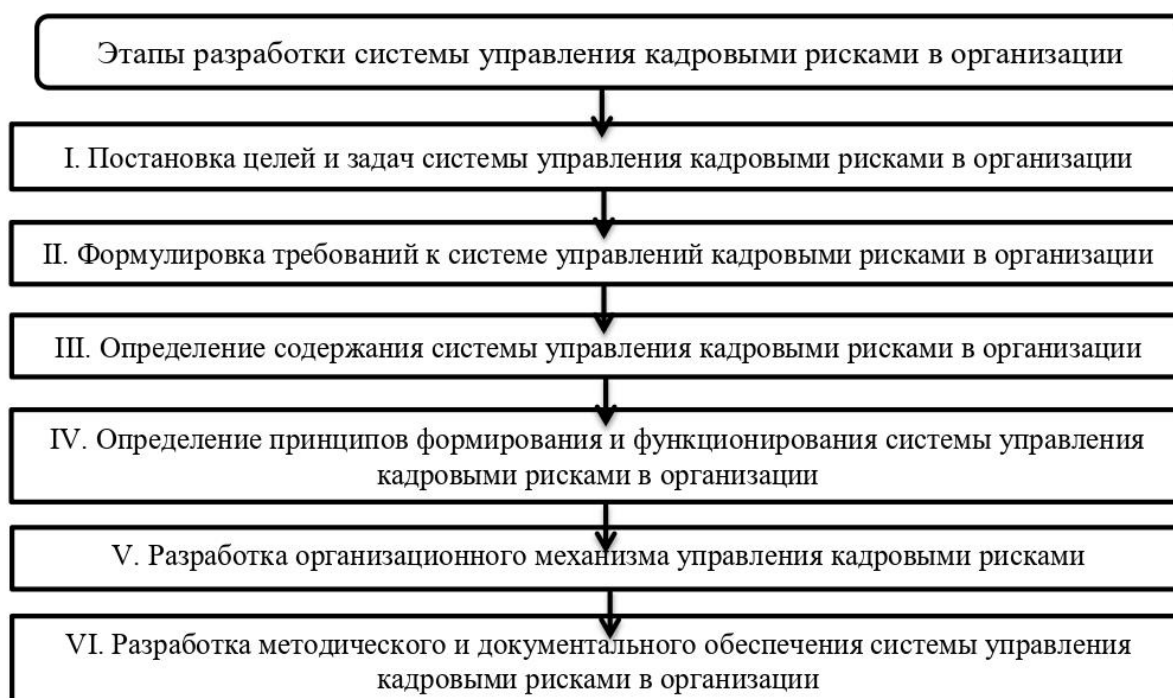 Этапы разработки системы управления кадровыми рисками в организации
I. Постановка целей и задач системы управления кадровыми рисками в организации
II. Формулировка требований к системе управлений кадровыми рисками в организации
III. Определение содержания системы управления кадровыми рисками в организации
IV. Определение принципов формирования и функционирования системы управления
кадровыми рисками в организации
V. Разработка организационного механизма управления кадровыми рисками
VI. Разработка методического и документального обеспечения системы управления
кадровыми рисками в организации